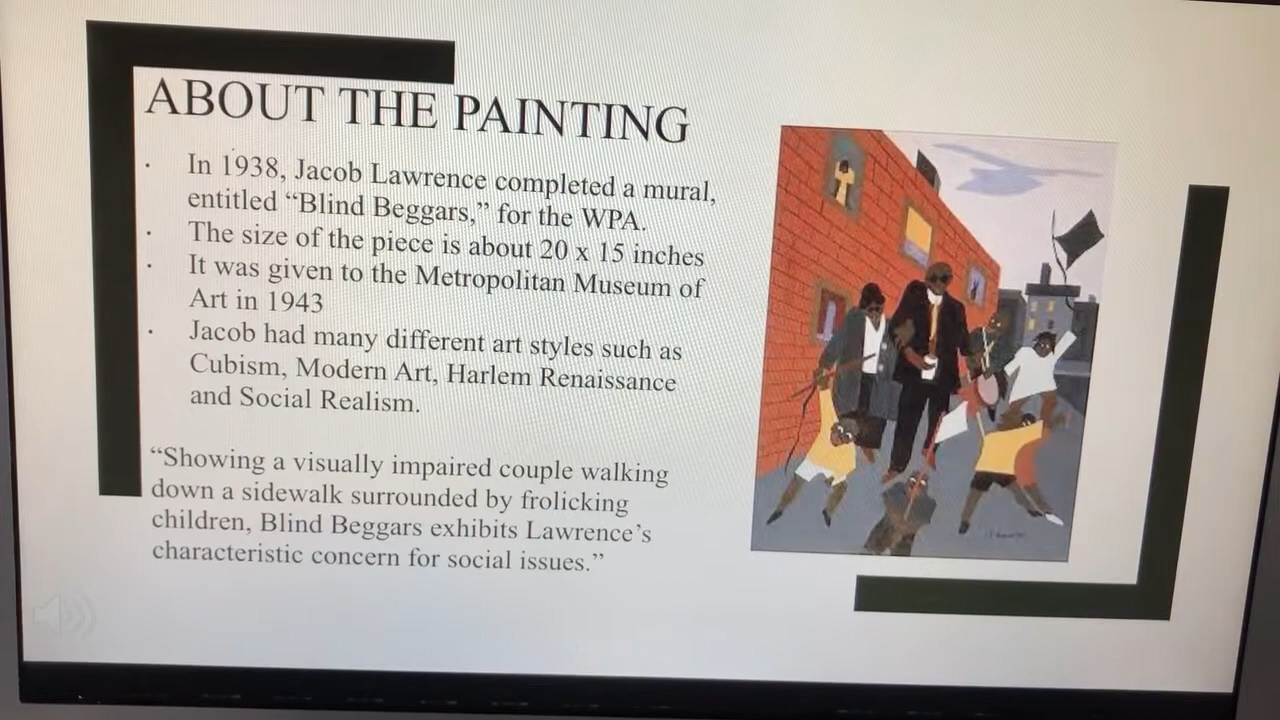 ABOUT THE PAINTING
· In 1938, Jacob Lawrence completed a mural,
entitled “Blind Beggars,” for the WPA.
· The size of the piece is about 20 x 15 inches
· It was given to the Metropolitan Museum of
Art in 1943
· Jacob had many different art styles such as
Cubism, Modern Art, Harlem Renaissance
and Social Realism.
“Showing a visually impaired couple walking
down a sidewalk surrounded by frolicking
children, Blind Beggars exhibits Lawrence’s
characteristic concern for social issues.”